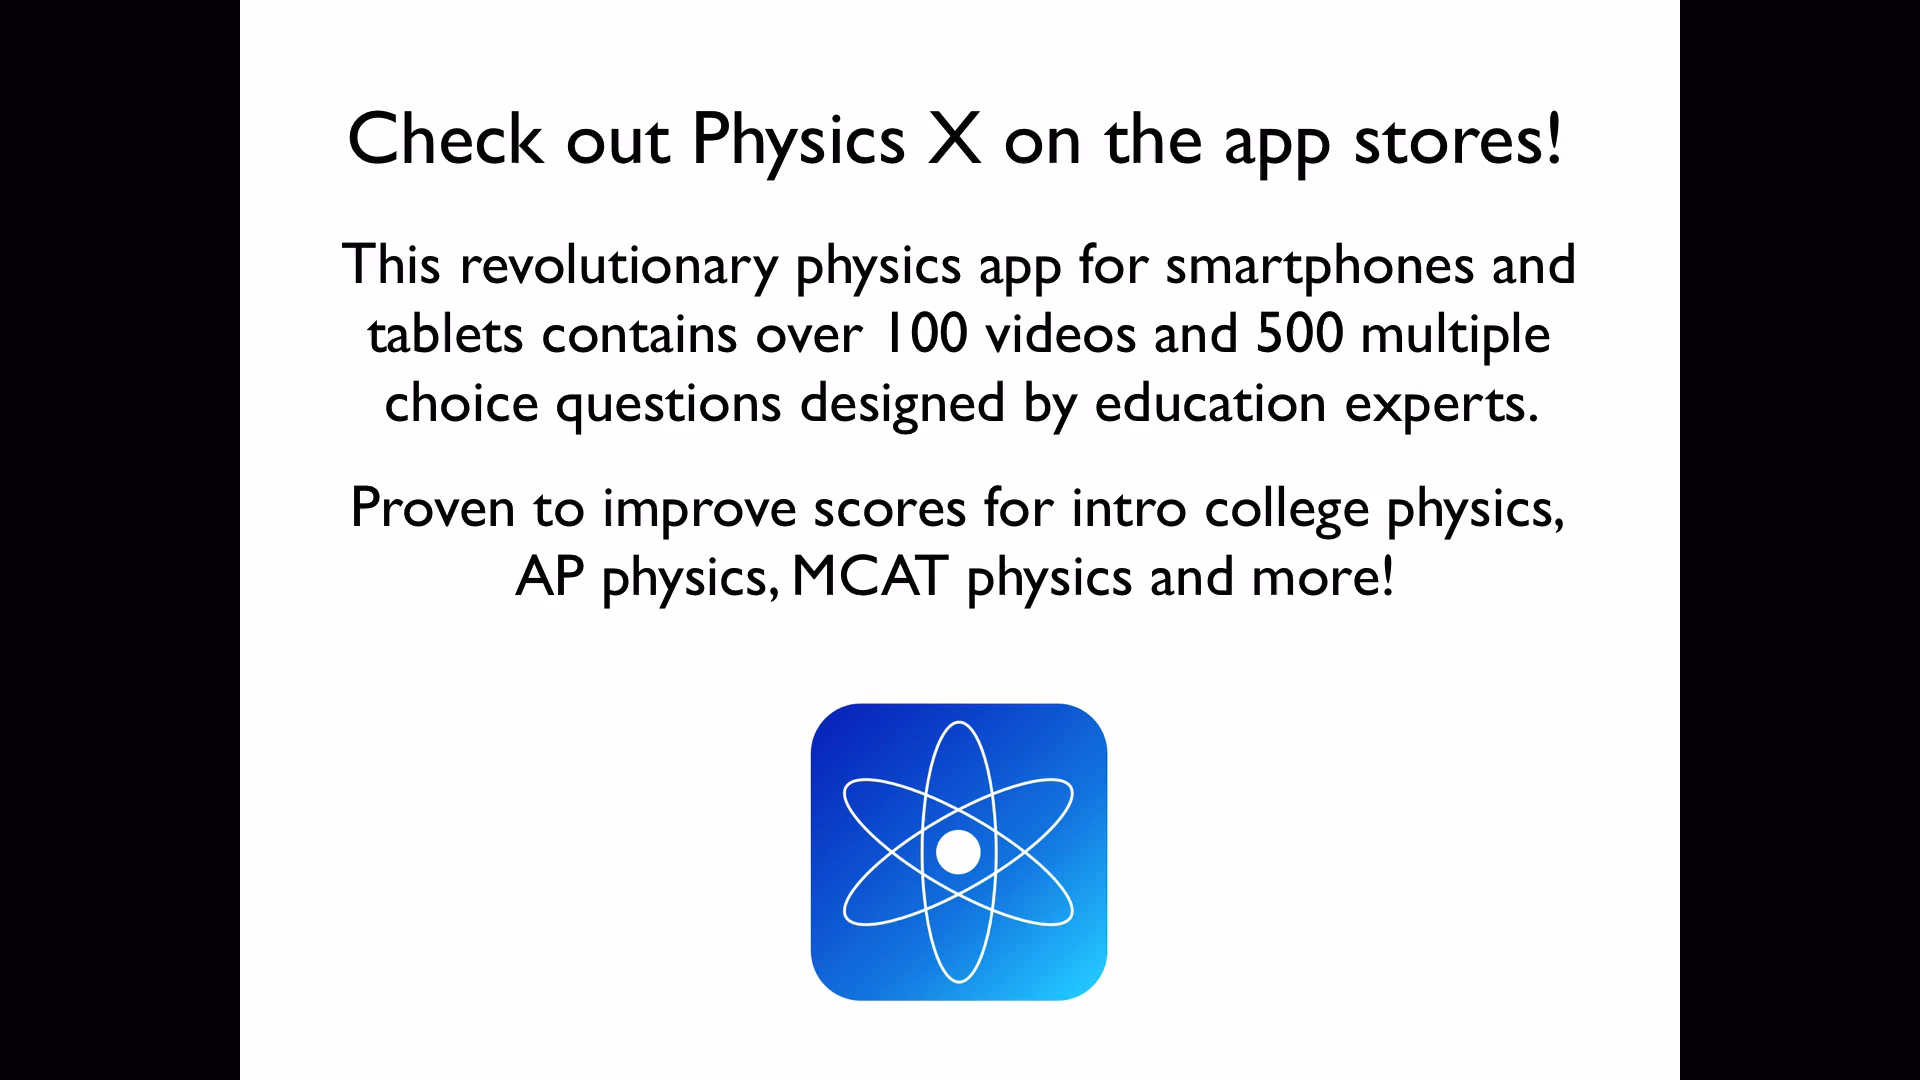 Check out Physics X on the app stores!
This revolutionary physics app for smartphones and
tablets contains over 100 videos and 500 multiple
choice questions designed by education experts.
Proven to improve scores for intro college physics,
AP physics, MCAT physics and more!